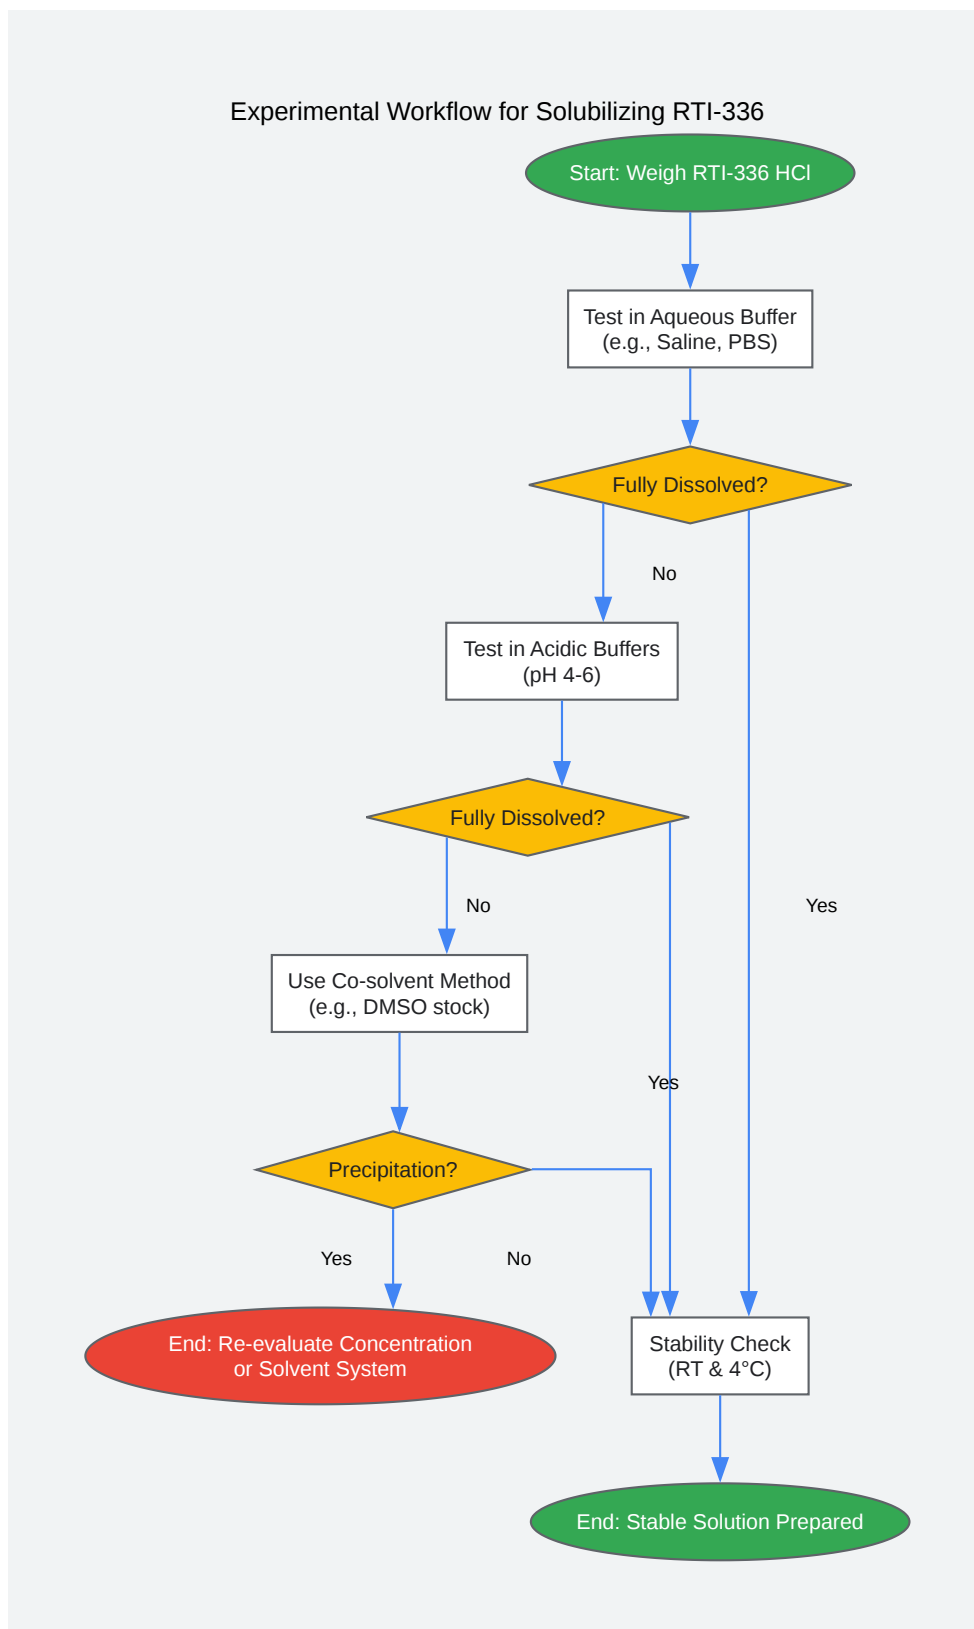 Experimental Workflow for Solubilizing RTI-336
Start: Weigh RTI-336 HCl
Test in Aqueous Buffer
(e.g., Saline, PBS)
Fully Dissolved?
No
Test in Acidic Buffers
(pH 4-6)
Fully Dissolved?
No
Yes
Use Co-solvent Method
(e.g., DMSO stock)
Yes
Precipitation?
Yes
No
End: Re-evaluate Concentration
or Solvent System
Stability Check
(RT & 4°C)
End: Stable Solution Prepared